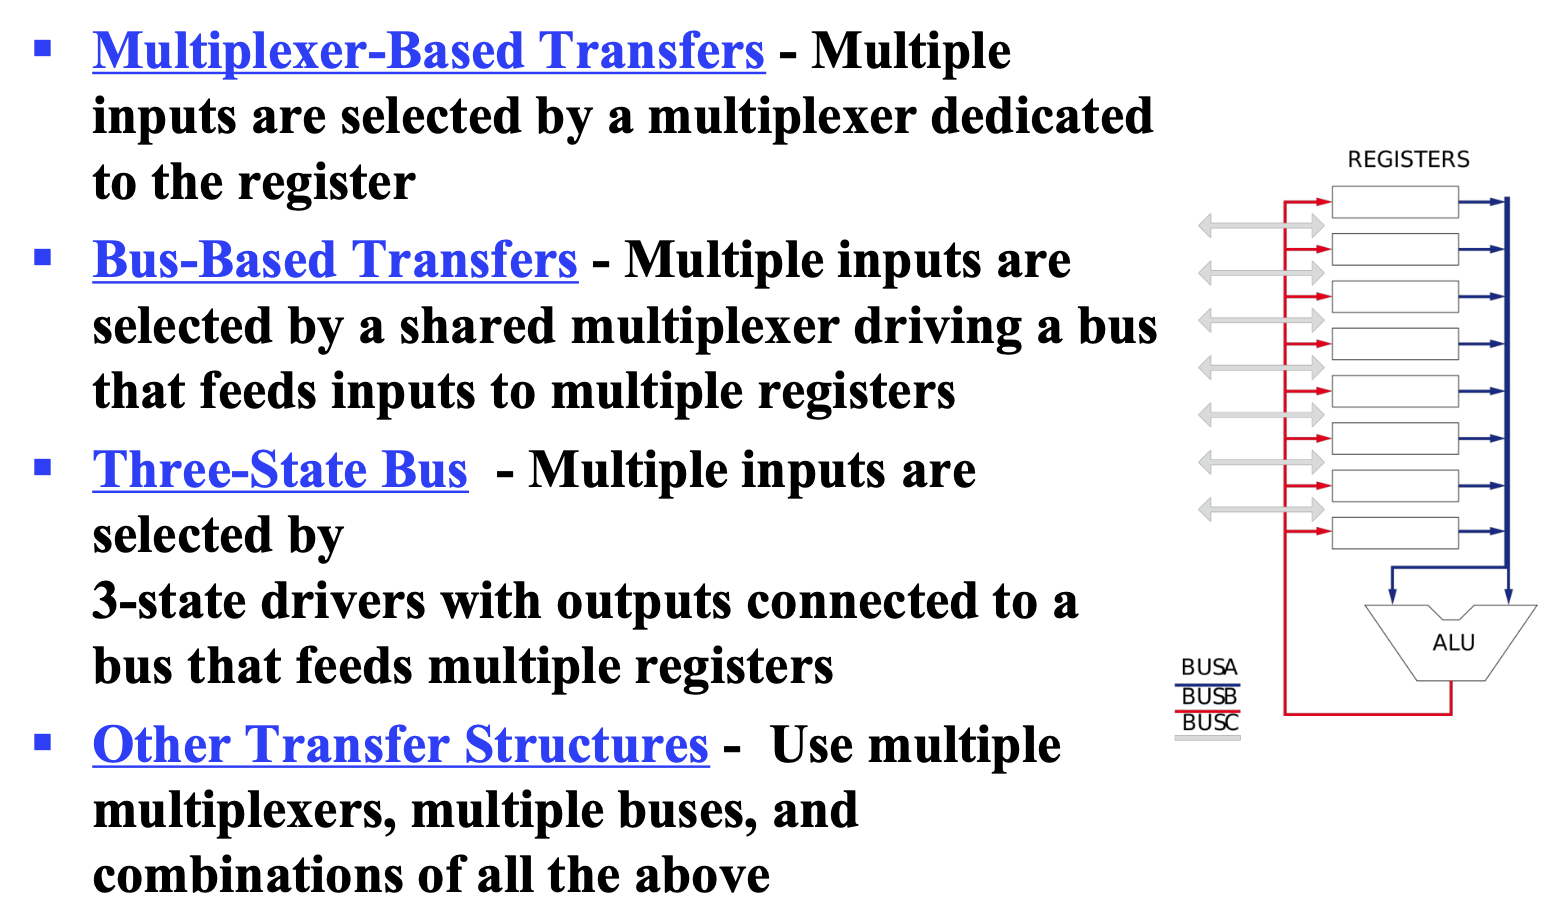 Multiplexer-Based Transfers - Multiple
inputs are selected by a multiplexer dedicated
to the register
Bus-Based Transfers - Multiple inputs are
selected by a shared multiplexer driving a bus
that feeds inputs to multiple registers
Three-State Bus - Multiple inputs are
selected by
3-state drivers with outputs connected to a
bus that feeds multiple registers
Other Transfer Structures - Use multiple
multiplexers, multiple buses, and
combinations of all the above
REGISTERS
ALU
BUSA
BUSB
BUSC